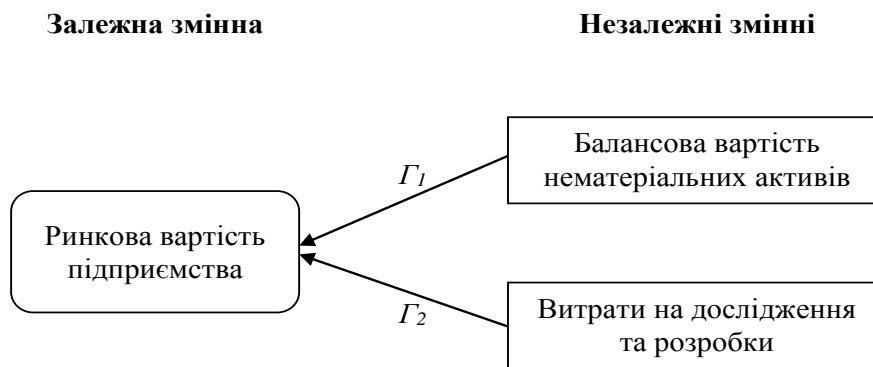 Залежна змінна
Незалежні змінні
Балансова вартість
нематеріальних активів
Г₁
Ринкова вартість
підприємства
Г₂
Витрати на дослідження
та розробки